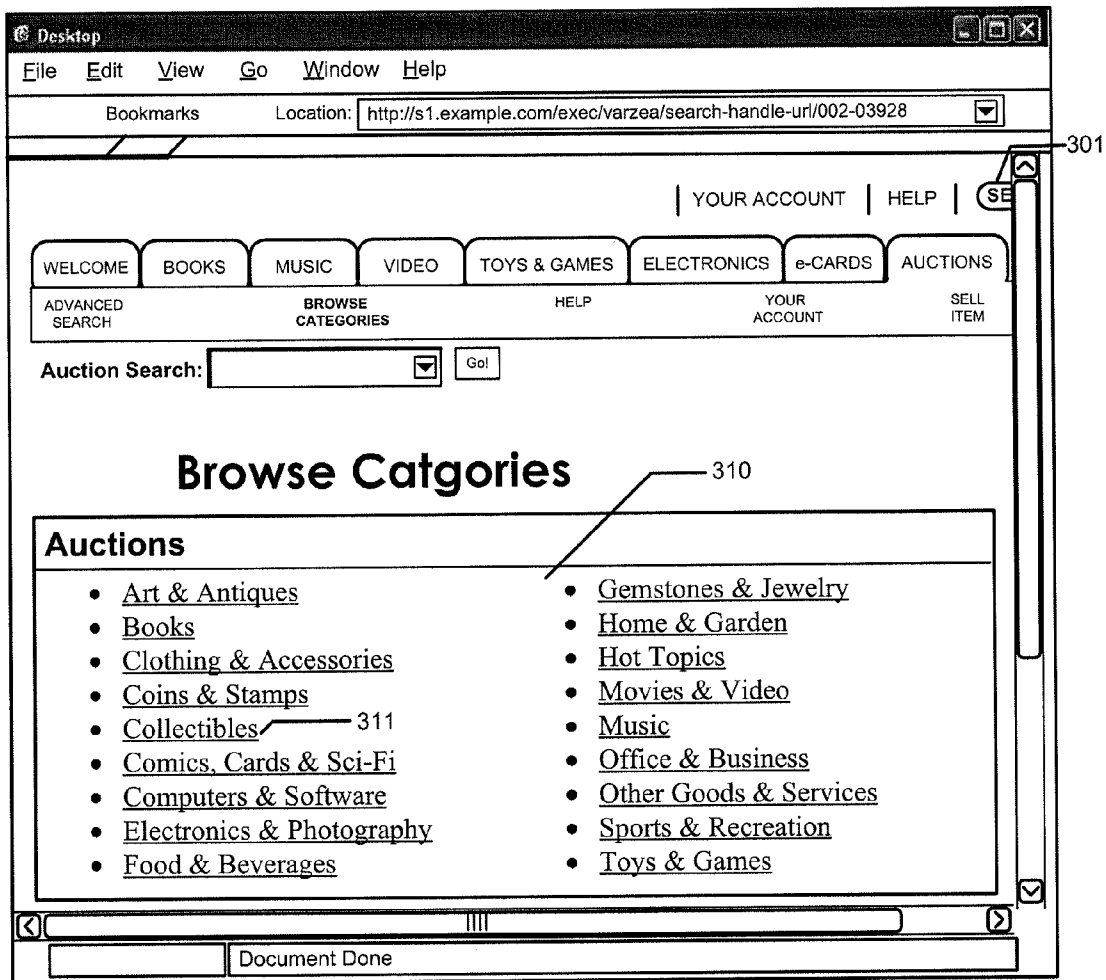 Desktop
File Edit View Go Window Help
Bookmarks Location: http://s1.example.com/exec/varzea/search-handle-url/002-03928
301
YOUR ACCOUNT HELP SE
WELCOME BOOKS MUSIC VIDEO TOYS & GAMES ELECTRONICS e-CARDS AUCTIONS
ADVANCED SEARCH BROWSE CATEGORIES HELP YOUR ACCOUNT SELL ITEM
Auction Search: Go!
Browse Catgories
310
Auctions
Art & Antiques
Books
Clothing & Accessories
Coins & Stamps
Collectibles 311
Comics, Cards & Sci-Fi
Computers & Software
Electronics & Photography
Food & Beverages
Gemstones & Jewelry
Home & Garden
Hot Topics
Movies & Video
Music
Office & Business
Other Goods & Services
Sports & Recreation
Toys & Games
Document Done